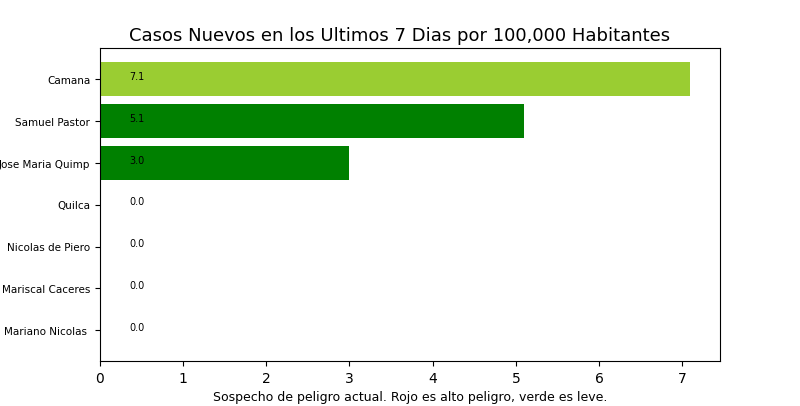 Casos Nuevos en los Ultimos 7 Dias por 100,000 Habitantes
Camana 7.1
Samuel Pastor 5.1
Jose Maria Quimp 3.0
Quilca 0.0
Nicolas de Piero 0.0
Mariscal Caceres 0.0
Mariano Nicolas 0.0
0 1 2 3 4 5 6 7
Sospecho de peligro actual. Rojo es alto peligro, verde es leve.